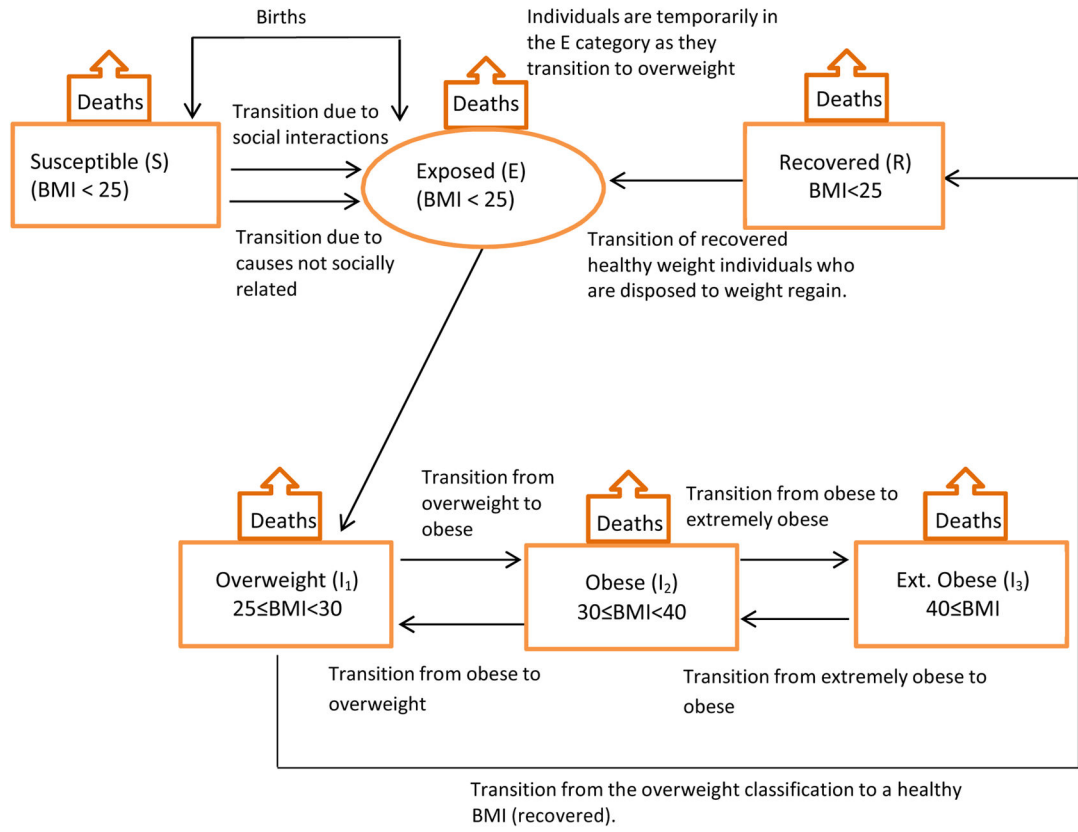 Births
Individuals are temporarily in
the E category as they
transition to overweight
Deaths
Deaths
Deaths
Transition due to
social interactions
Susceptible (S)
(BMI < 25)
Exposed (E)
(BMI < 25)
Recovered (R)
BMI<25
Transition due to
causes not socially
related
Transition of recovered
healthy weight individuals who
are disposed to weight regain.
Transition from
overweight to
obese
Transition from obese to
extremely obese
Deaths
Deaths
Deaths
Overweight (I₁)
25≤BMI<30
Obese (I₂)
30≤BMI<40
Ext. Obese (I₃)
40≤BMI
Transition from obese to
overweight
Transition from extremely obese to
obese
Transition from the overweight classification to a healthy
BMI (recovered).